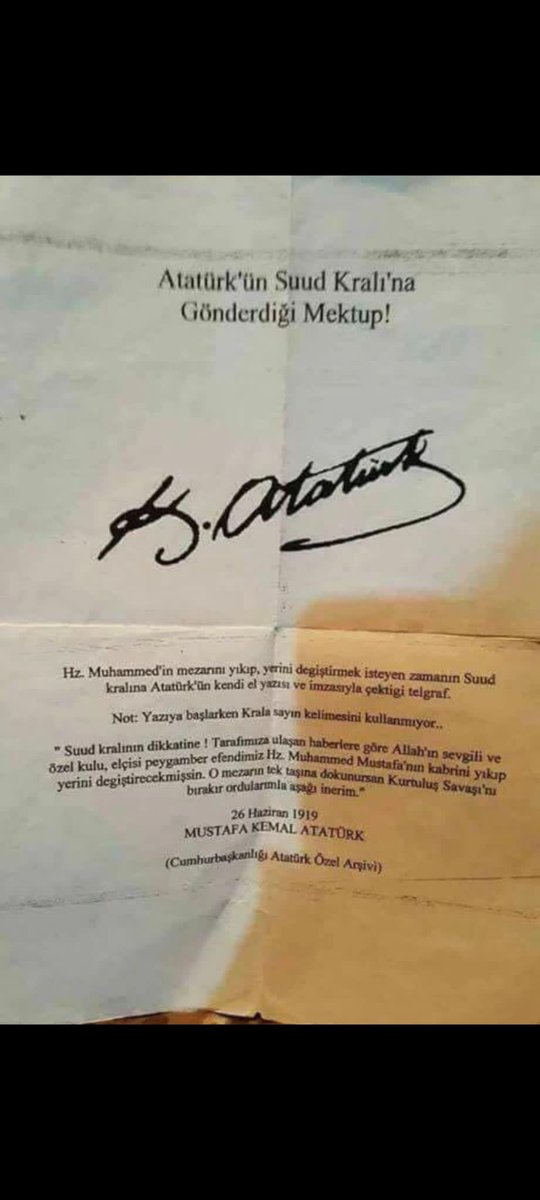 Atatürk'ün Suud Kralı'na
Gönderdiği Mektup!
K. Atatürk
Hz. Muhammed'in mezarını yıkıp, yerini degiştirmek isteyen zamanın Suud
kralına Atatürk'ün kendi el yazısı ve imzasıyla çektigi telgraf.
Not: Yazıya başlarken Krala sayın kelimesini kullanmıyor..
" Suud kralının dikkatine ! Tarafımıza ulaşan haberlere göre Allah'ın sevgili ve
özel kulu, elçisi peygamber efendimiz Hz. Muhammed Mustafa'nın kabrini yıkıp
yerini degiştirecekmişsin. O mezarın tek taşına dokunursan Kurtuluş Savaşı'nı
bırakır ordularımla aşağı inerim."
26 Haziran 1919
MUSTAFA KEMAL ATATÜRK
(Cumhurbaşkanlığı Atatürk Özel Arşivi)